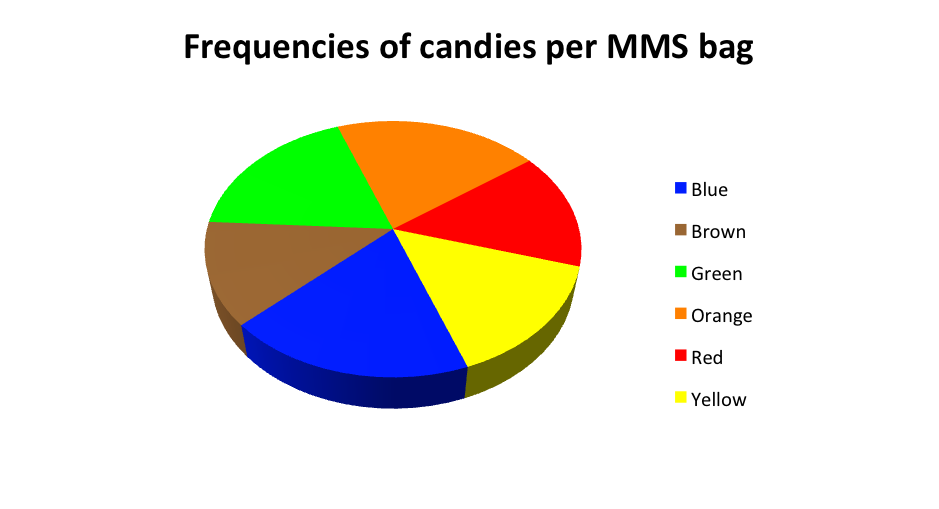 Frequencies of candies per MMS bag
Blue
Brown
Green
Orange
Red
Yellow